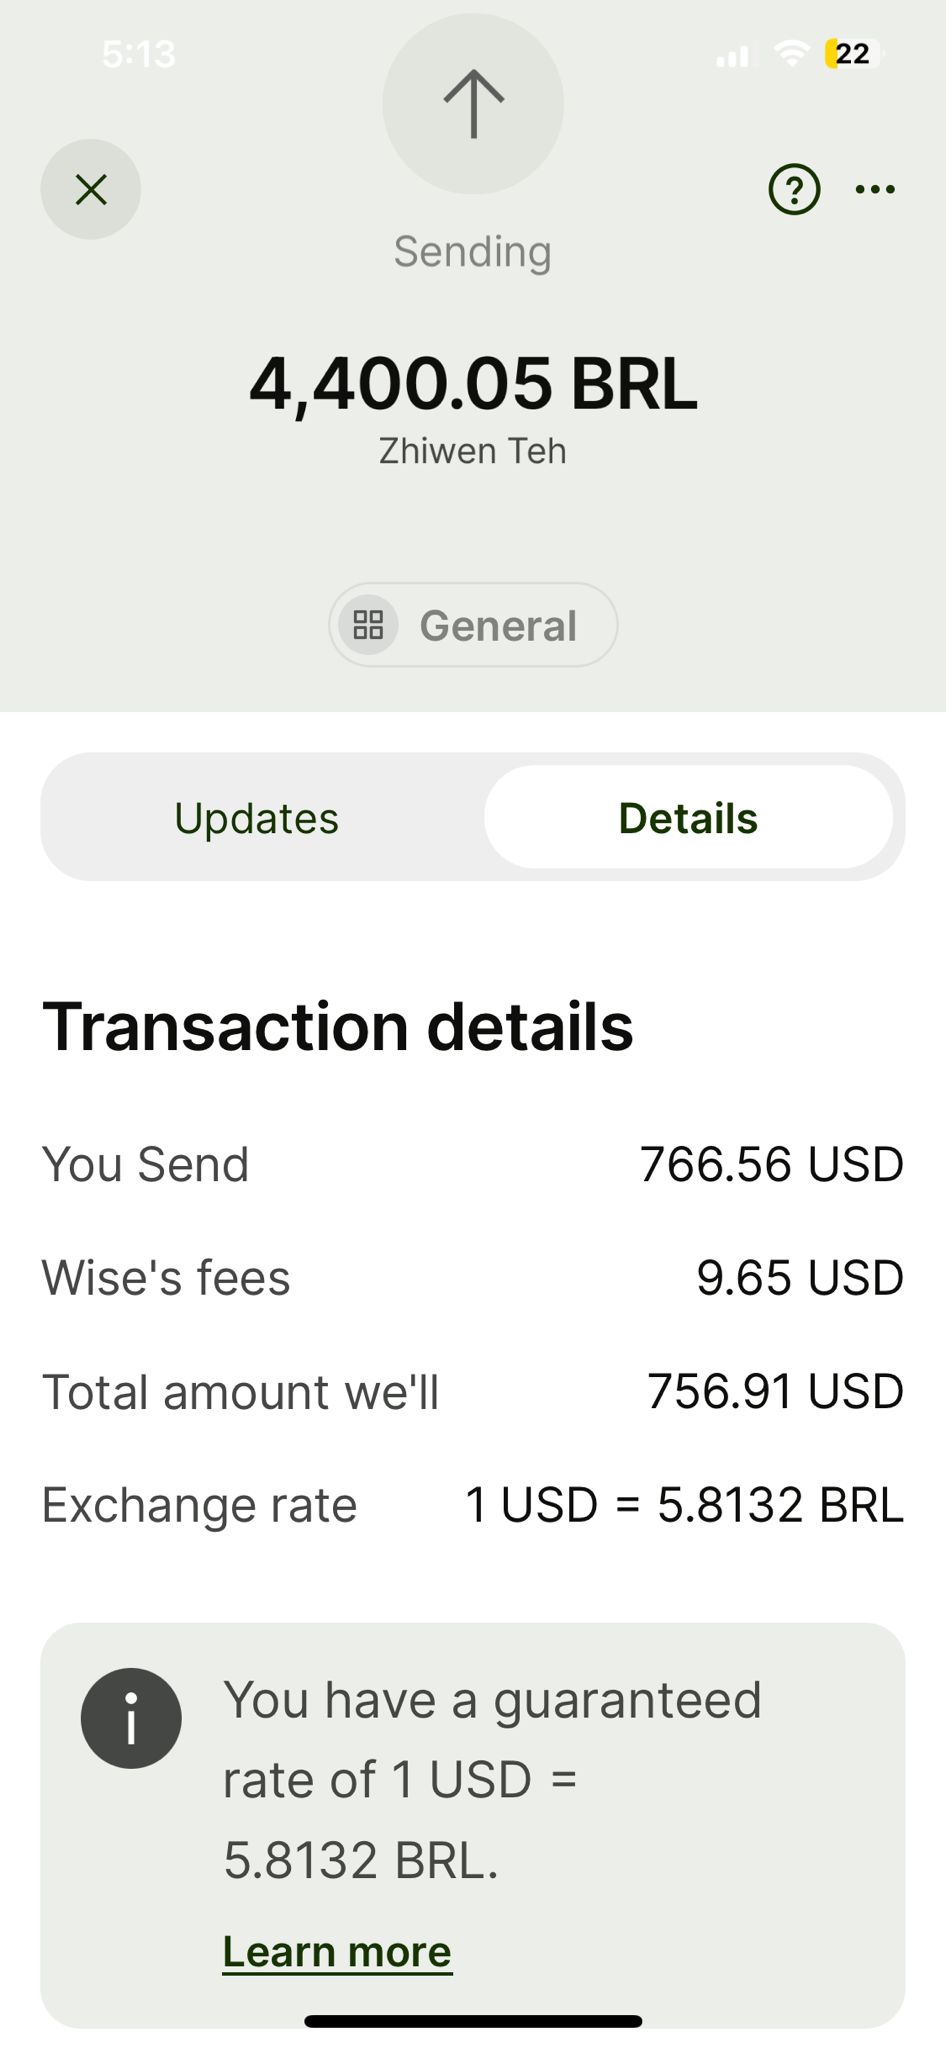 5:13
22
Sending
4,400.05 BRL
Zhiwen Teh
General
Updates
Details
Transaction details
You Send 766.56 USD
Wise's fees 9.65 USD
Total amount we'll 756.91 USD
Exchange rate 1 USD = 5.8132 BRL
You have a guaranteed
rate of 1 USD =
5.8132 BRL.
Learn more